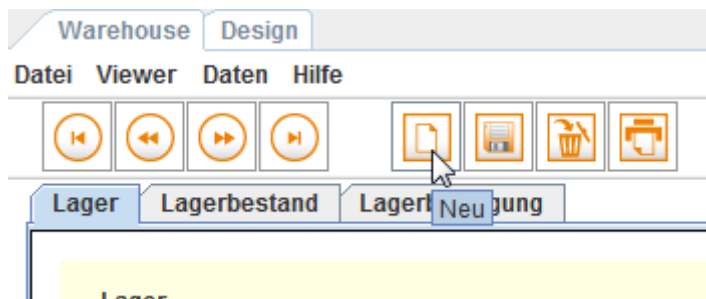 Warehouse Design
Datei Viewer Daten Hilfe
Lager Lagerbestand
Neu
Lager